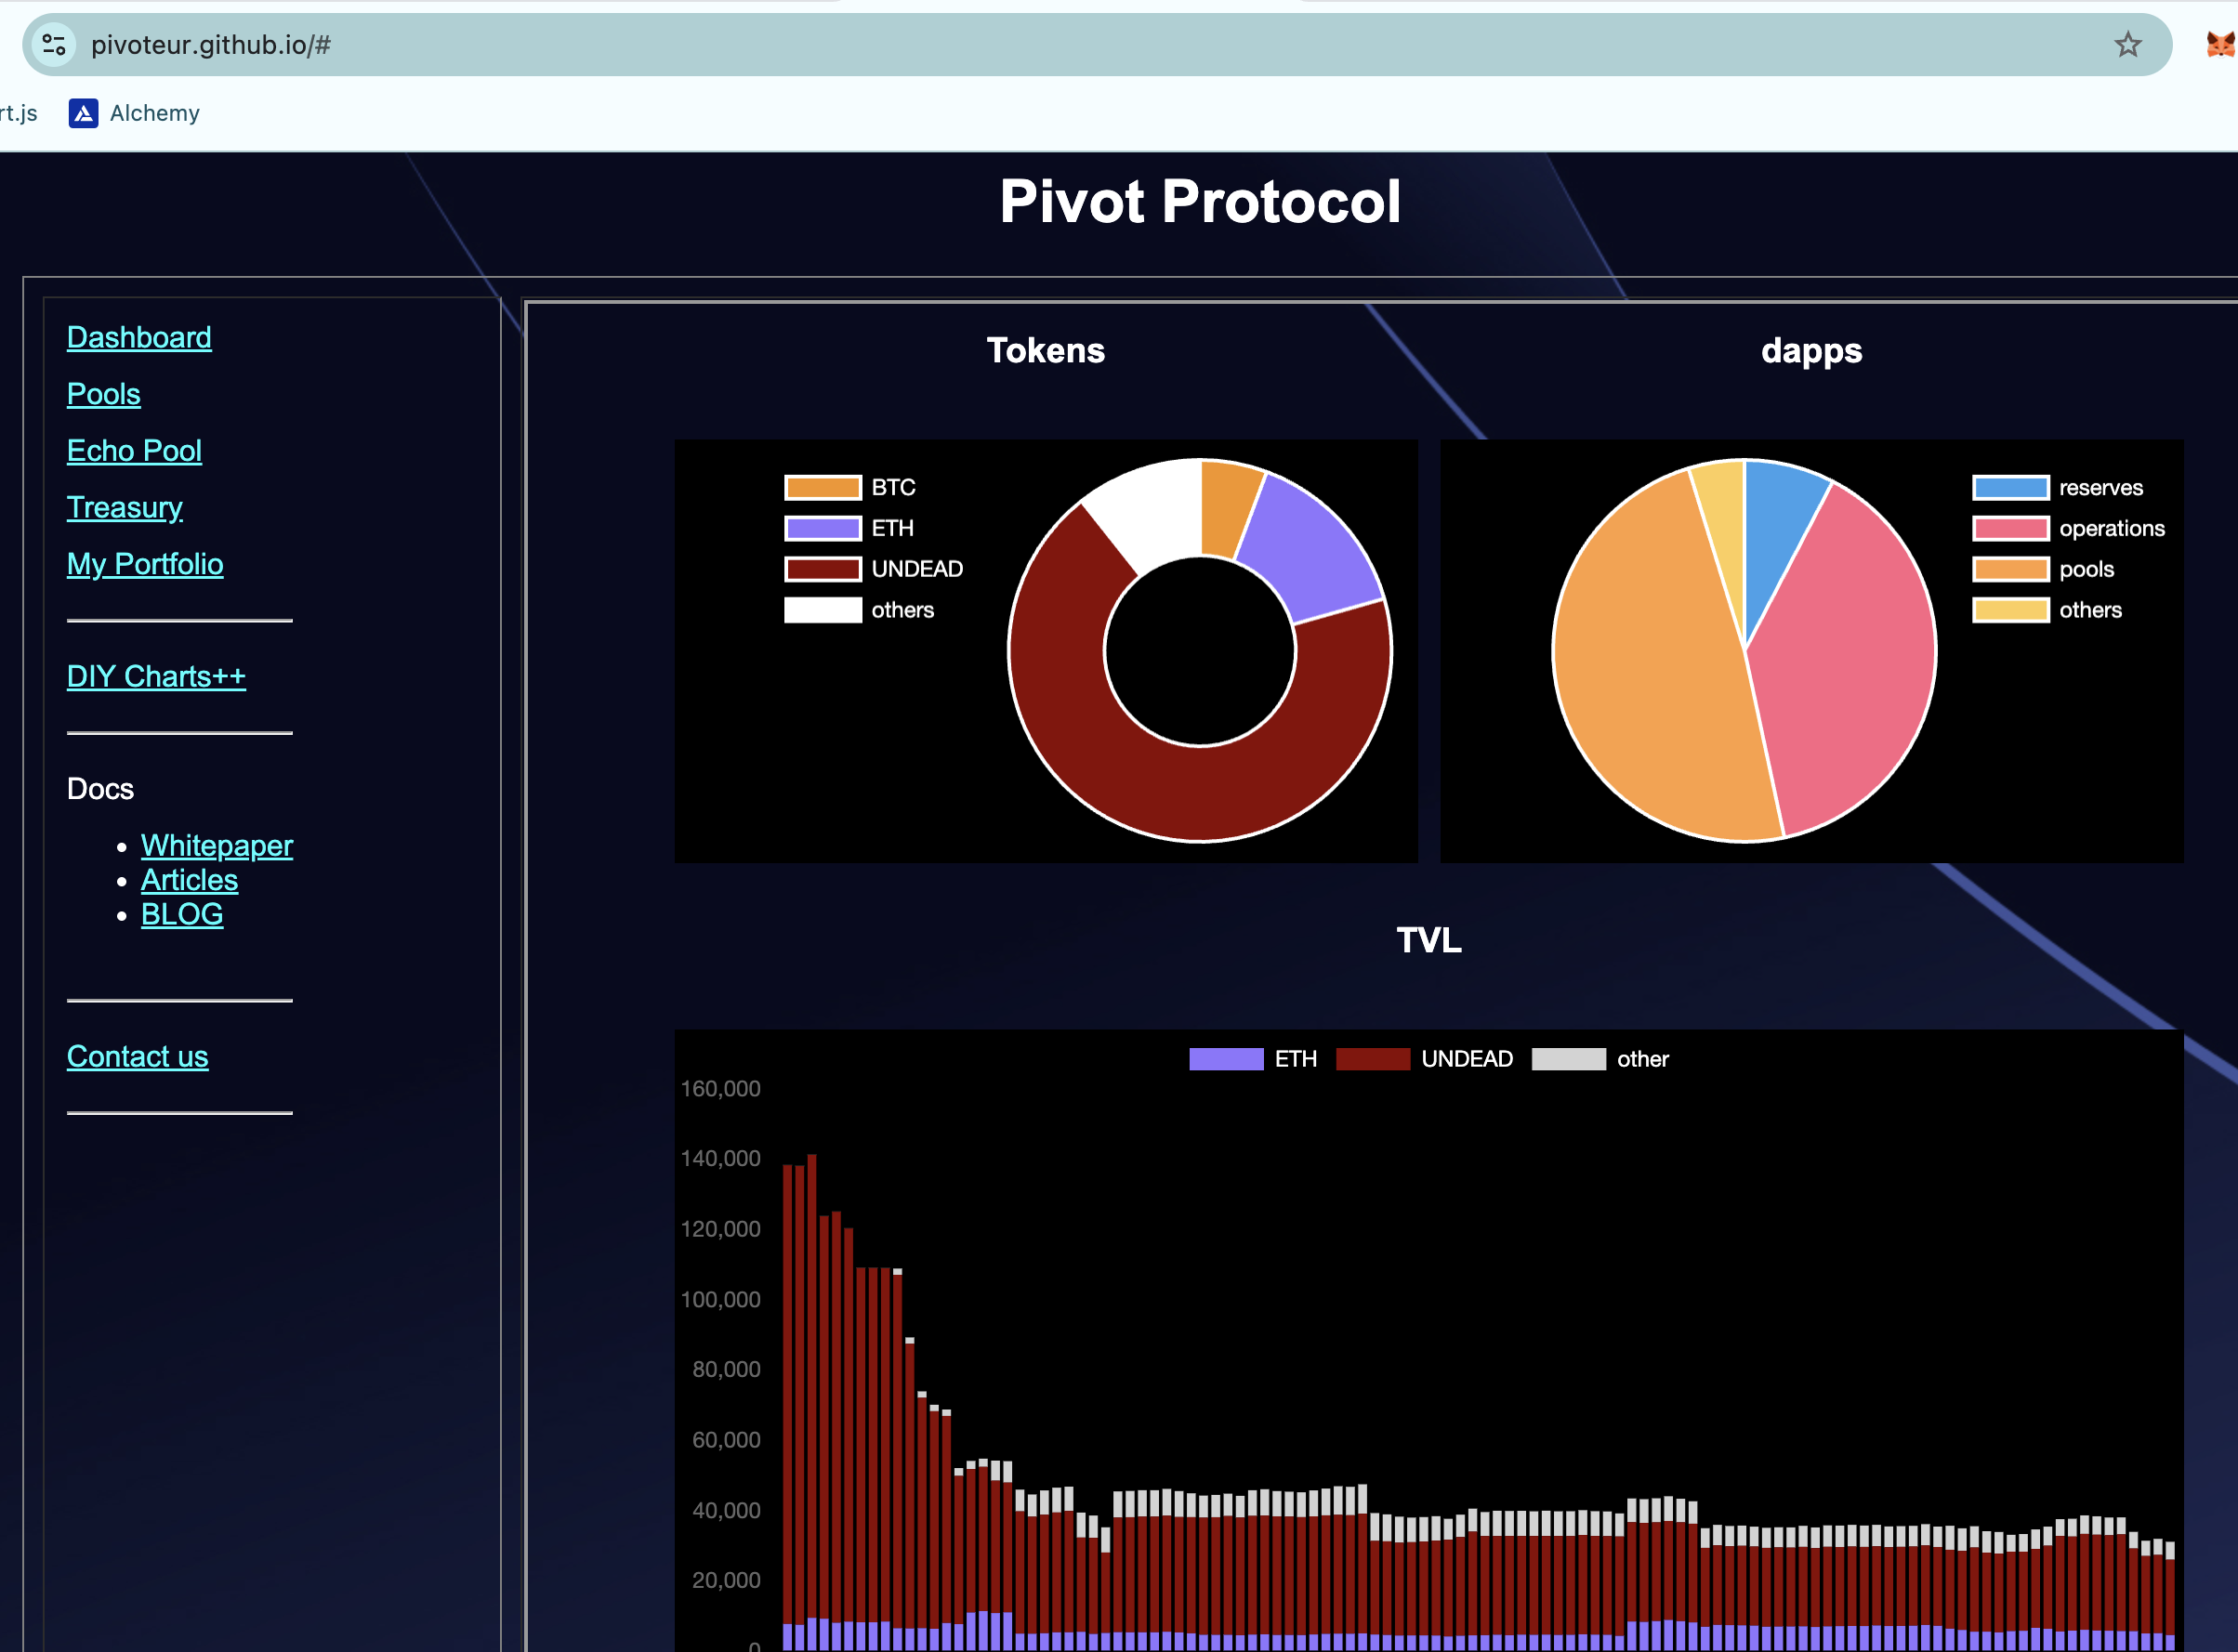 pivoteur.github.io/#
rt.js Alchemy
Pivot Protocol
Dashboard
Pools
Echo Pool
Treasury
My Portfolio
DIY Charts++
Docs
Whitepaper
Articles
BLOG
Contact us
Tokens
BTC
ETH
UNDEAD
others
dapps
reserves
operations
pools
others
TVL
ETH UNDEAD other
160,000
140,000
120,000
100,000
80,000
60,000
40,000
20,000
0